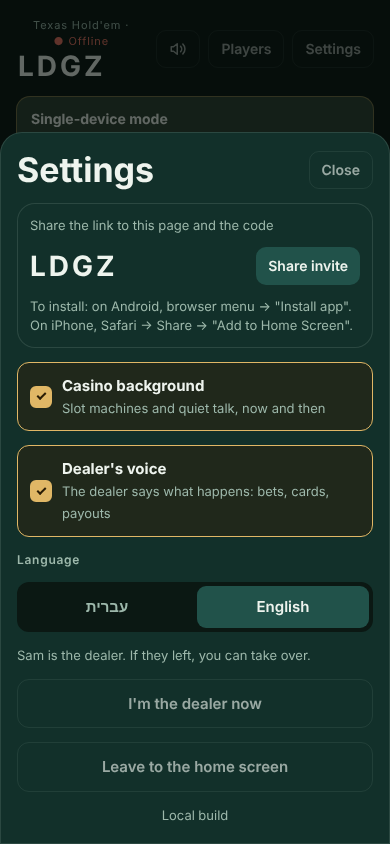 Texas Hold'em ·
Offline
LDGZ
Players
Settings
Single-device mode
Settings
Close
Share the link to this page and the code
LDGZ
Share invite
To install: on Android, browser menu → "Install app".
On iPhone, Safari → Share → "Add to Home Screen".
Casino background
Slot machines and quiet talk, now and then
Dealer's voice
The dealer says what happens: bets, cards,
payouts
Language
עברית
English
Sam is the dealer. If they left, you can take over.
I'm the dealer now
Leave to the home screen
Local build